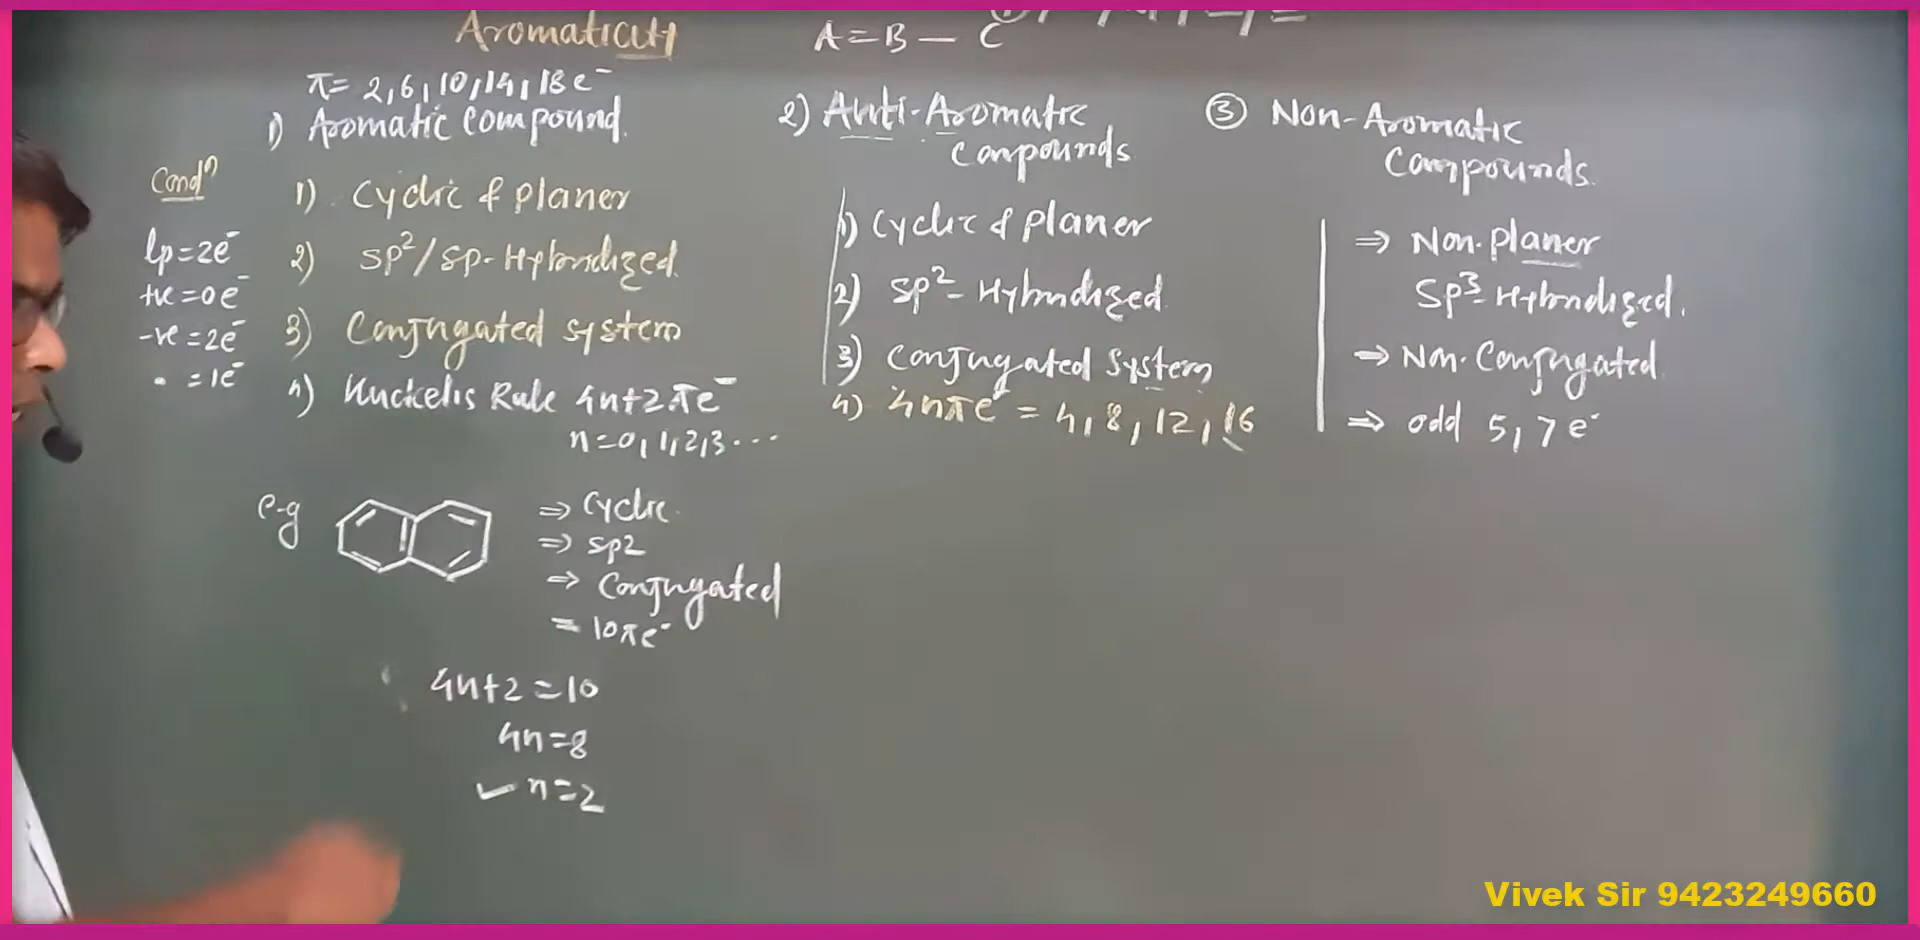 Aromaticity
A = B — C
π = 2, 6, 10, 14, 18 e⁻
1) Aromatic Compound.
Condⁿ
1) Cyclic & planer
lp = 2e⁻
2) SP²/SP- Hybridized.
+ve = 0e⁻
-ve = 2e⁻
3) Conjugated system
• = 1e⁻
4) Huckelis Rule 4n+2πe⁻
n = 0, 1, 2, 3 ...
e-g
⇒ Cyclic.
⇒ sp2
⇒ Conjugated
= 10πe⁻
4n+2 = 10
4n = 8
✓ n = 2
2) Anti-Aromatic
Compounds
1) Cyclic & planer
2) SP²- Hybridized
3) Conjugated System
4) 4nπe⁻ = 4, 8, 12, 16
③ Non-Aromatic
Compounds.
⇒ Non-planer
SP³- Hybridized.
⇒ Non-Conjugated
⇒ odd 5, 7 e⁻
Vivek Sir 9423249660